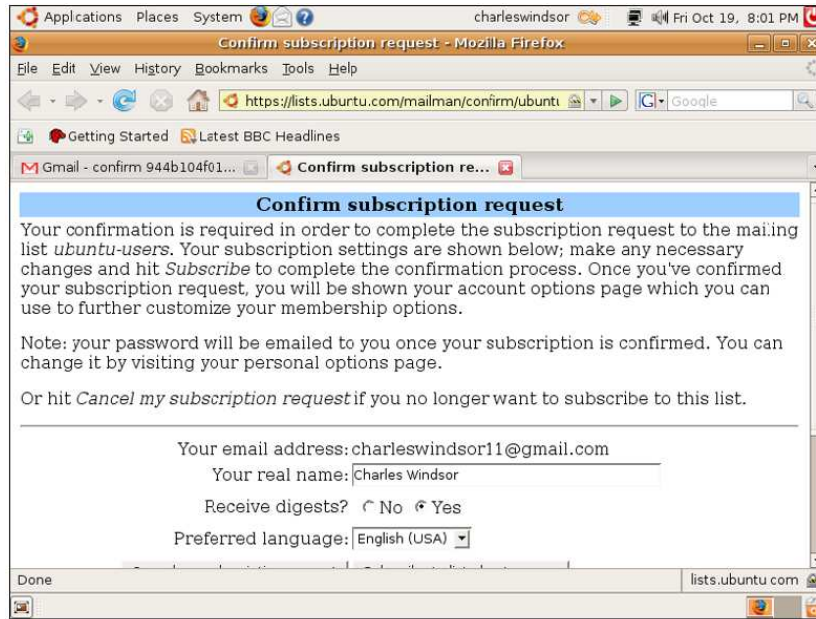 Applications Places System charleswindsor Fri Oct 19, 8:01 PM
Confirm subscription request - Mozilla Firefox
File Edit View History Bookmarks Tools Help
https://lists.ubuntu.com/mailman/confirm/ubuntu G Google
Getting Started Latest BBC Headlines
Gmail - confirm 944b104f01... Confirm subscription re...
Confirm subscription request
Your confirmation is required in order to complete the subscription request to the mailing
list ubuntu-users. Your subscription settings are shown below; make any necessary
changes and hit Subscribe to complete the confirmation process. Once you've confirmed
your subscription request, you will be shown your account options page which you can
use to further customize your membership options.
Note: your password will be emailed to you once your subscription is confirmed. You can
change it by visiting your personal options page.
Or hit Cancel my subscription request if you no longer want to subscribe to this list.
Your email address: charleswindsor11@gmail.com
Your real name: Charles Windsor
Receive digests? No Yes
Preferred language: English (USA)
Done lists.ubuntu.com